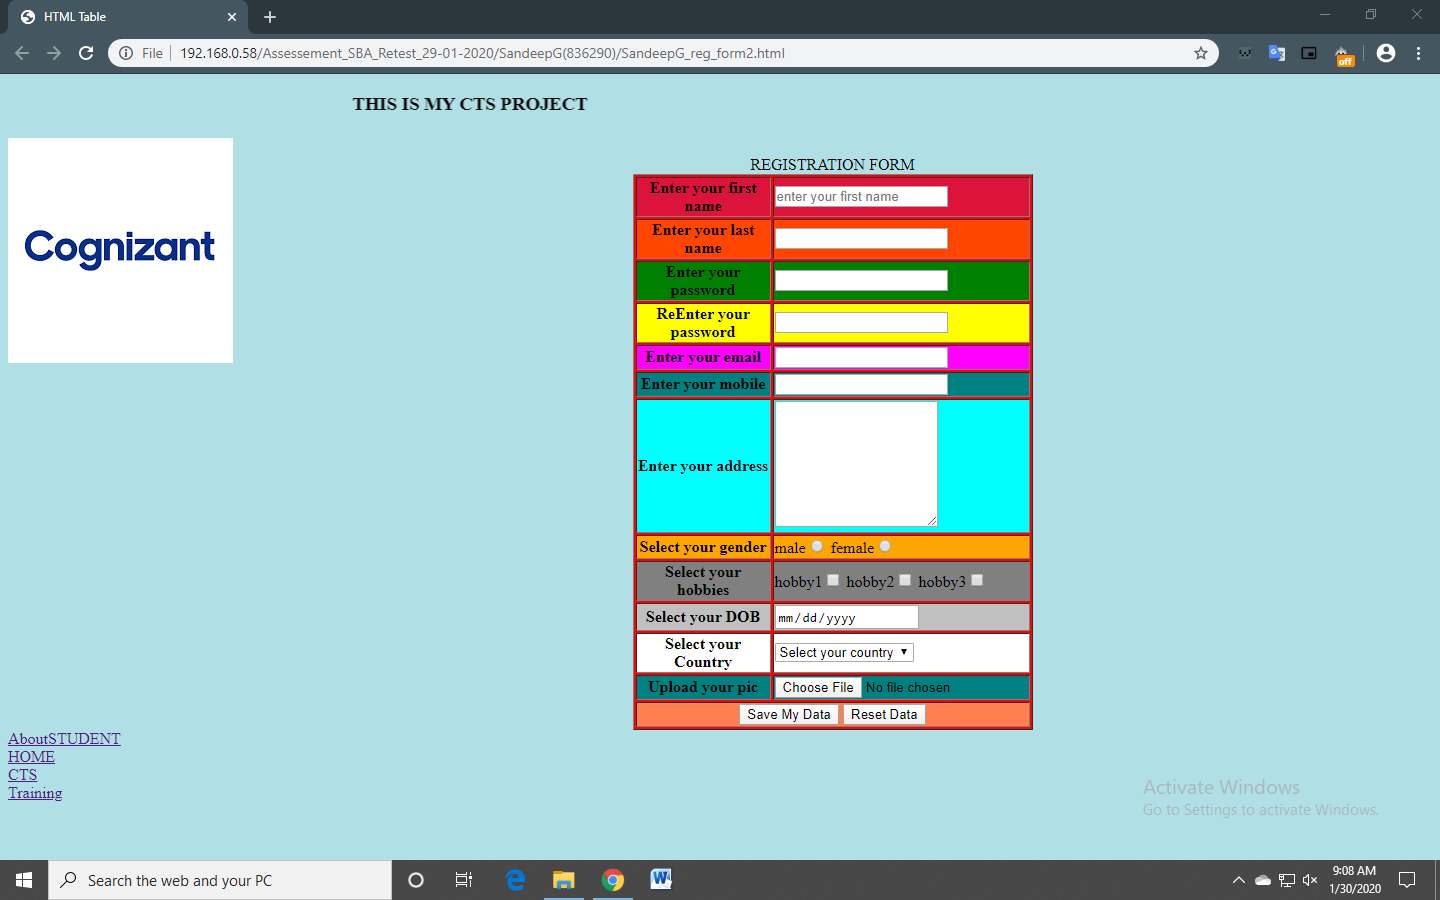 HTML Table
File
192.168.0.58/Assessement_SBA_Retest_29-01-2020/SandeepG(836290)/SandeepG_reg_form2.html
off
THIS IS MY CTS PROJECT
Cognizant
REGISTRATION FORM
Enter your first
name
enter your first name
Enter your last
name
Enter your
password
ReEnter your
password
Enter your email
Enter your mobile
Enter your address
Select your gender
male female
Select your
hobbies
hobby1 hobby2 hobby3
Select your DOB
mm/dd/yyyy
Select your
Country
Select your country
Upload your pic
Choose File No file chosen
Save My Data Reset Data
AboutSTUDENT
HOME
CTS
Training
Activate Windows
Go to Settings to activate Windows.
Search the web and your PC
9:08 AM
1/30/2020